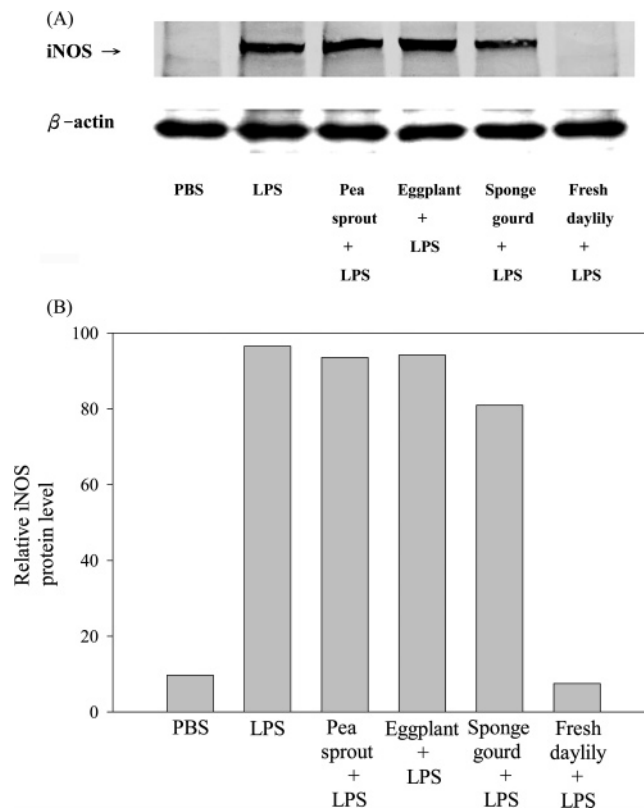 (A)
iNOS →
β-actin
PBS LPS Pea Eggplant Sponge Fresh
sprout + gourd daylily
+ LPS + +
LPS LPS LPS
(B)
100
80
60
40
20
0
Relative iNOS
protein level
PBS LPS Pea Eggplant Sponge Fresh
sprout + gourd daylily
+ LPS + +
LPS LPS LPS